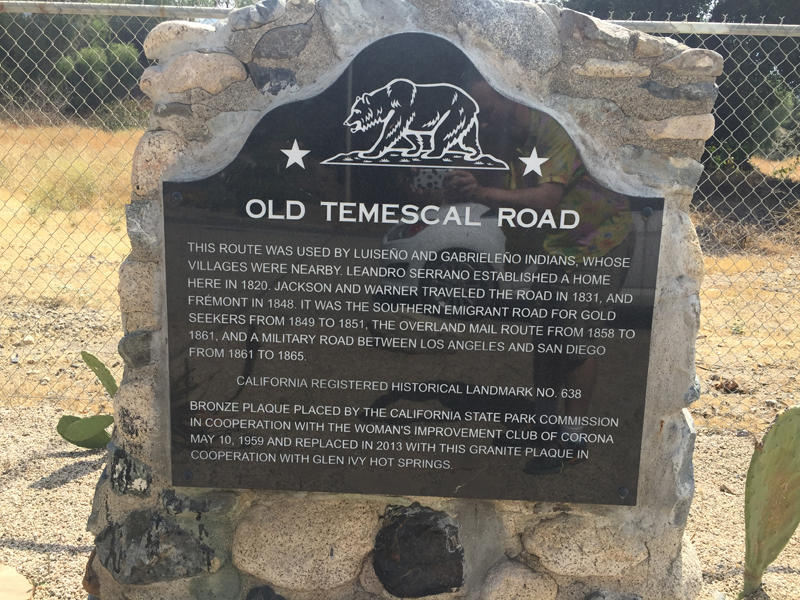 OLD TEMESCAL ROAD
THIS ROUTE WAS USED BY LUISEÑO AND GABRIELEÑO INDIANS, WHOSE
VILLAGES WERE NEARBY. LEANDRO SERRANO ESTABLISHED A HOME
HERE IN 1820. JACKSON AND WARNER TRAVELED THE ROAD IN 1831, AND
FRÉMONT IN 1848. IT WAS THE SOUTHERN EMIGRANT ROAD FOR GOLD
SEEKERS FROM 1849 TO 1851, THE OVERLAND MAIL ROUTE FROM 1858 TO
1861, AND A MILITARY ROAD BETWEEN LOS ANGELES AND SAN DIEGO
FROM 1861 TO 1865.
CALIFORNIA REGISTERED HISTORICAL LANDMARK NO. 638
BRONZE PLAQUE PLACED BY THE CALIFORNIA STATE PARK COMMISSION
IN COOPERATION WITH THE WOMAN'S IMPROVEMENT CLUB OF CORONA
MAY 10, 1959 AND REPLACED IN 2013 WITH THIS GRANITE PLAQUE IN
COOPERATION WITH GLEN IVY HOT SPRINGS.